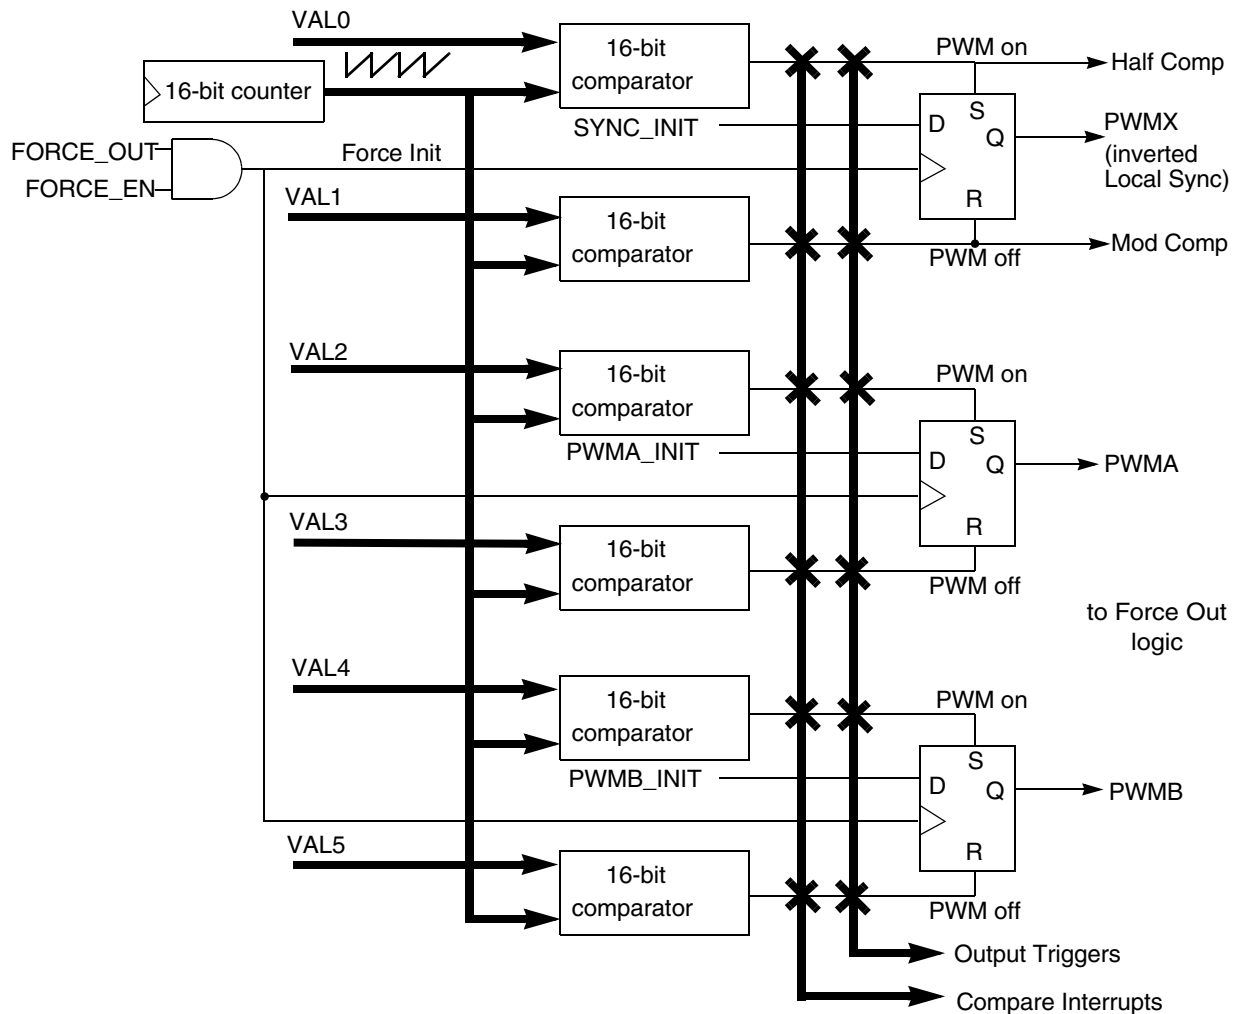 VAL0
16-bit
comparator
PWM on
Half Comp
16-bit counter
SYNC_INIT
D
S
Q
PWMX
(inverted
Local Sync)
FORCE_OUT
FORCE_EN
Force Init
R
VAL1
16-bit
comparator
PWM off
Mod Comp
VAL2
16-bit
comparator
PWM on
PWMA_INIT
D
S
Q
PWMA
R
VAL3
16-bit
comparator
PWM off
to Force Out
logic
VAL4
16-bit
comparator
PWM on
PWMB_INIT
D
S
Q
PWMB
R
VAL5
16-bit
comparator
PWM off
Output Triggers
Compare Interrupts